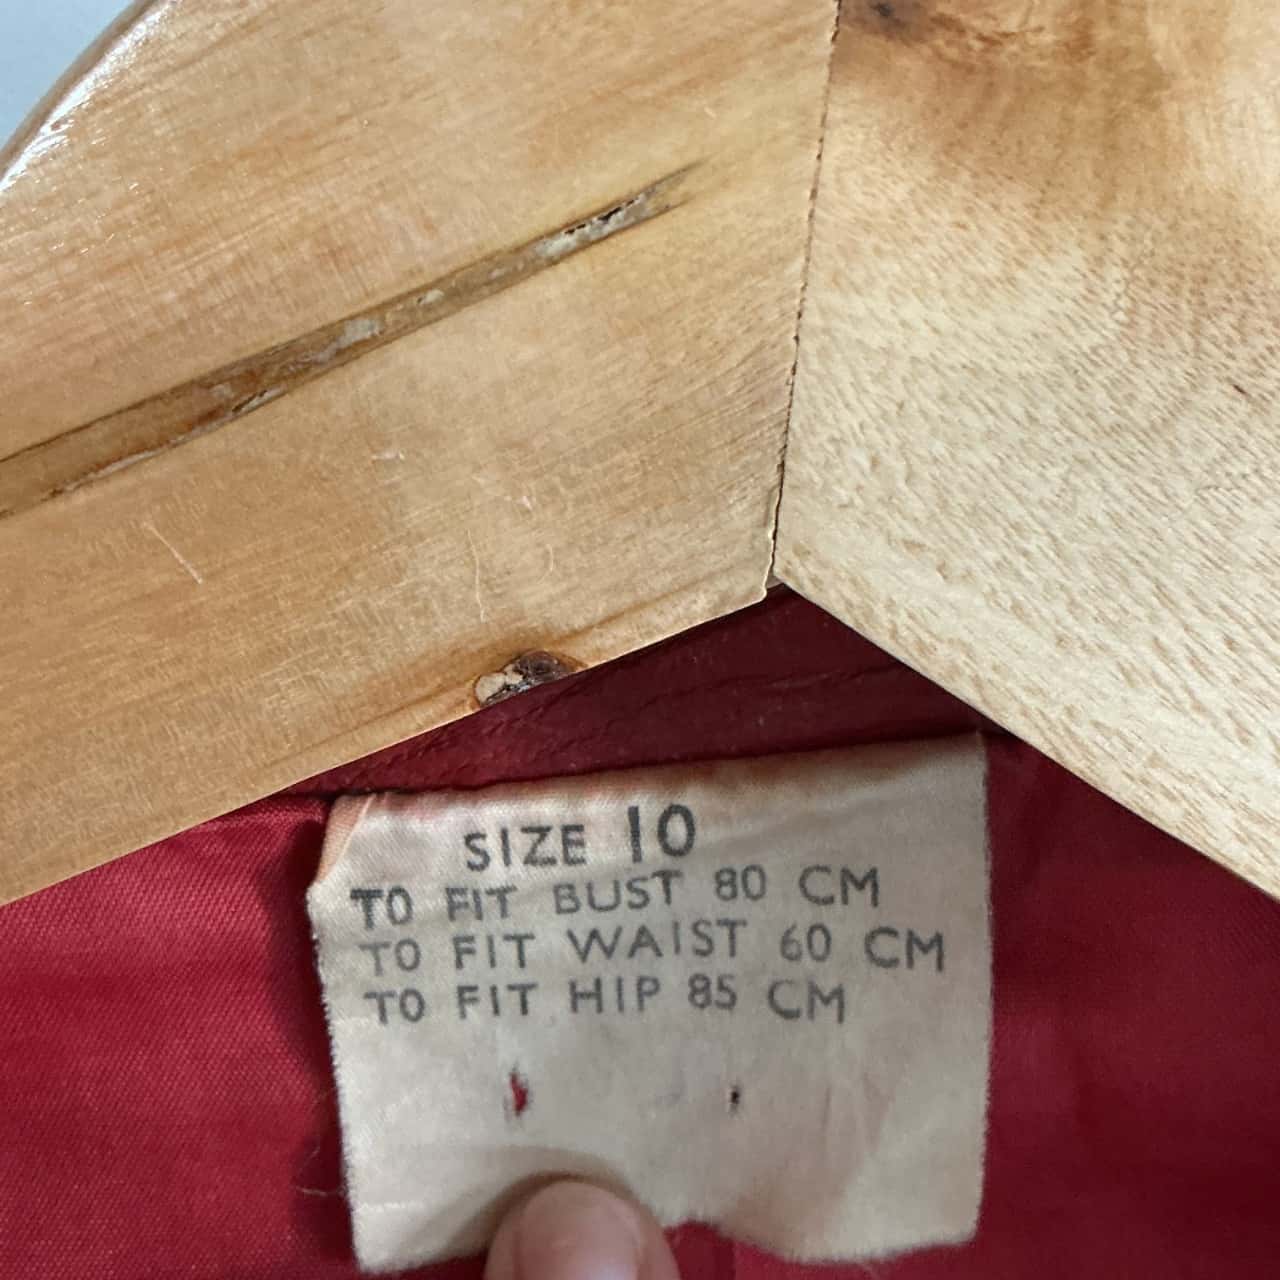 SIZE 10
TO FIT BUST 80 CM
TO FIT WAIST 60 CM
TO FIT HIP 85 CM